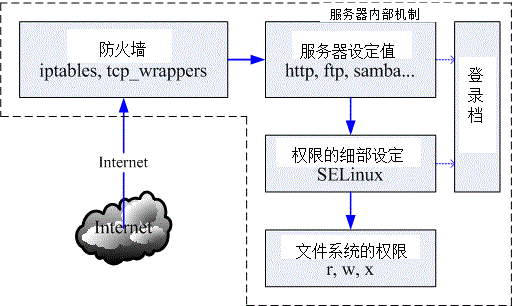 服务器内部机制
防火墙
iptables, tcp_wrappers
服务器设定值
http, ftp, samba...
登录档
权限的细部设定
SELinux
Internet
Internet
文件系统的权限
r, w, x